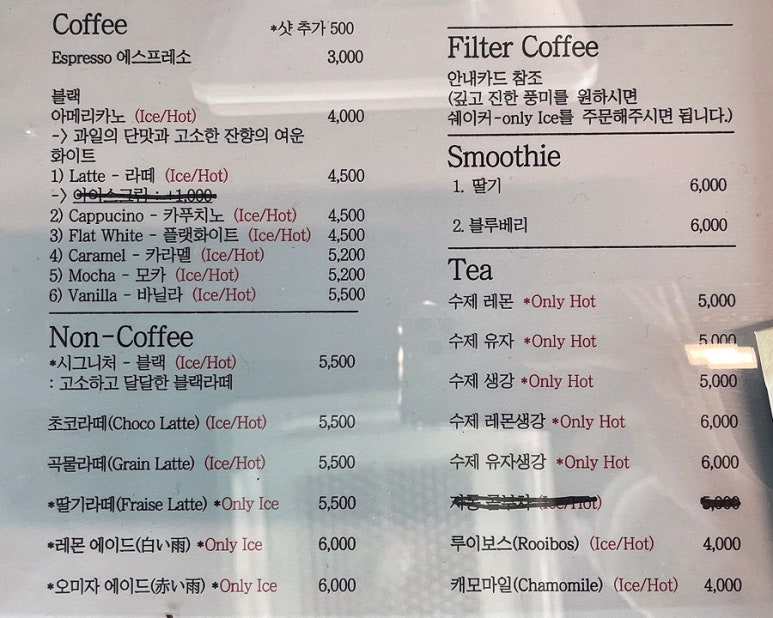 Coffee *샷 추가 500
Espresso 에스프레소 3,000
블랙
아메리카노 (Ice/Hot) 4,000
-> 과일의 단맛과 고소한 잔향의 여운
화이트
1) Latte - 라떼 (Ice/Hot) 4,500
-> 아이스크림 : +1,000
2) Cappucino - 카푸치노 (Ice/Hot) 4,500
3) Flat White - 플랫화이트 (Ice/Hot) 4,500
4) Caramel - 카라멜 (Ice/Hot) 5,200
5) Mocha - 모카 (Ice/Hot) 5,200
6) Vanilla - 바닐라 (Ice/Hot) 5,500
Non-Coffee
*시그니처 - 블랙 (Ice/Hot) 5,500
: 고소하고 달달한 블랙라떼
초코라떼(Choco Latte) (Ice/Hot) 5,500
곡물라떼(Grain Latte) (Ice/Hot) 5,500
*딸기라떼(Fraise Latte) *Only Ice 5,500
*레몬 에이드(白い雨) *Only Ice 6,000
*오미자 에이드(赤い雨) *Only Ice 6,000
Filter Coffee
안내카드 참조
(깊고 진한 풍미를 원하시면
쉐이커-only Ice를 주문해주시면 됩니다.)
Smoothie
1. 딸기 6,000
2. 블루베리 6,000
Tea
수제 레몬 *Only Hot 5,000
수제 유자 *Only Hot 5,000
수제 생강 *Only Hot 5,000
수제 레몬생강 *Only Hot 6,000
수제 유자생강 *Only Hot 6,000
(Ice/Hot) 5,000
루이보스(Rooibos) (Ice/Hot) 4,000
캐모마일(Chamomile) (Ice/Hot) 4,000